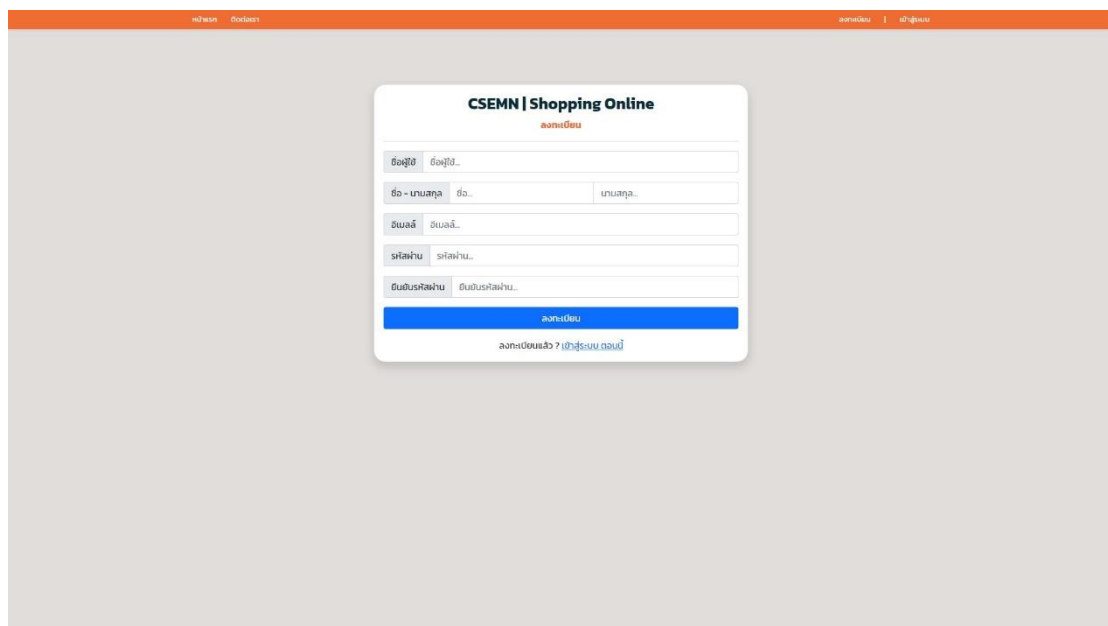 หน้าแรก ติดต่อเรา ลงทะเบียน | เข้าสู่ระบบ
CSEMN | Shopping Online
ลงทะเบียน
ชื่อผู้ใช้ ชื่อผู้ใช้...
ชื่อ - นามสกุล ชื่อ... นามสกุล...
อีเมลล์ อีเมลล์...
รหัสผ่าน รหัสผ่าน...
ยืนยันรหัสผ่าน ยืนยันรหัสผ่าน...
ลงทะเบียน
ลงทะเบียนแล้ว ? เข้าสู่ระบบ ตอนนี้